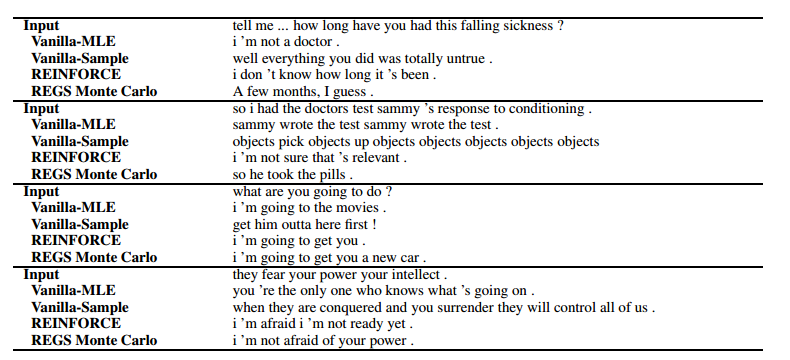 Input tell me ... how long have you had this falling sickness ?
Vanilla-MLE i 'm not a doctor .
Vanilla-Sample well everything you did was totally untrue .
REINFORCE i don 't know how long it 's been .
REGS Monte Carlo A few months, I guess .
Input so i had the doctors test sammy 's response to conditioning .
Vanilla-MLE sammy wrote the test sammy wrote the test .
Vanilla-Sample objects pick objects up objects objects objects objects objects
REINFORCE i 'm not sure that 's relevant .
REGS Monte Carlo so he took the pills .
Input what are you going to do ?
Vanilla-MLE i 'm going to the movies .
Vanilla-Sample get him outta here first !
REINFORCE i 'm going to get you .
REGS Monte Carlo i 'm going to get you a new car .
Input they fear your power your intellect .
Vanilla-MLE you 're the only one who knows what 's going on .
Vanilla-Sample when they are conquered and you surrender they will control all of us .
REINFORCE i 'm afraid i 'm not ready yet .
REGS Monte Carlo i 'm not afraid of your power .